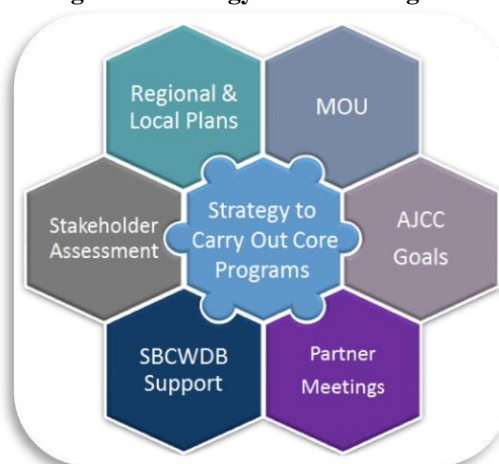 Regional &
Local Plans
MOU
Stakeholder
Assessment
Strategy to
Carry Out Core
Programs
AJCC
Goals
SBCWDB
Support
Partner
Meetings